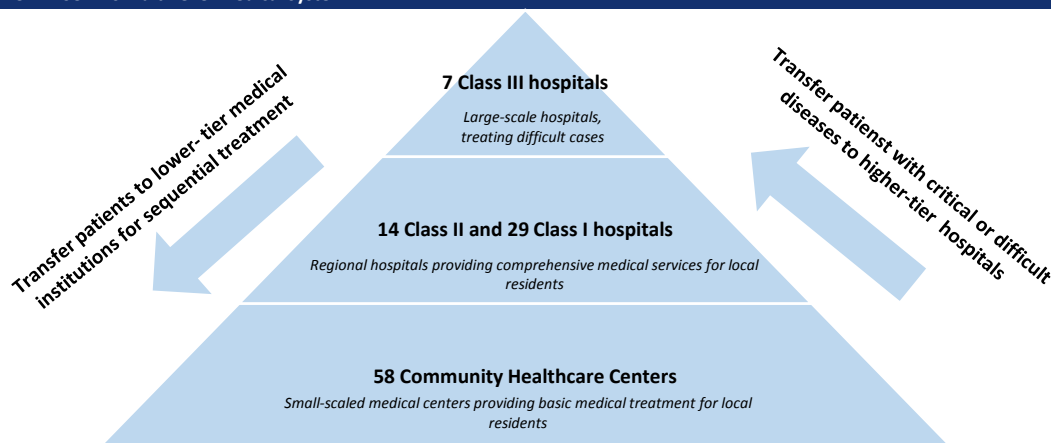 7 Class III hospitals
Large-scale hospitals,
treating difficult cases
Transfer patients to lower- tier medical
institutions for sequential treatment
Transfer patienst with critical or difficult
diseases to higher-tier hospitals
14 Class II and 29 Class I hospitals
Regional hospitals providing comprehensive medical services for local
residents
58 Community Healthcare Centers
Small-scaled medical centers providing basic medical treatment for local
residents